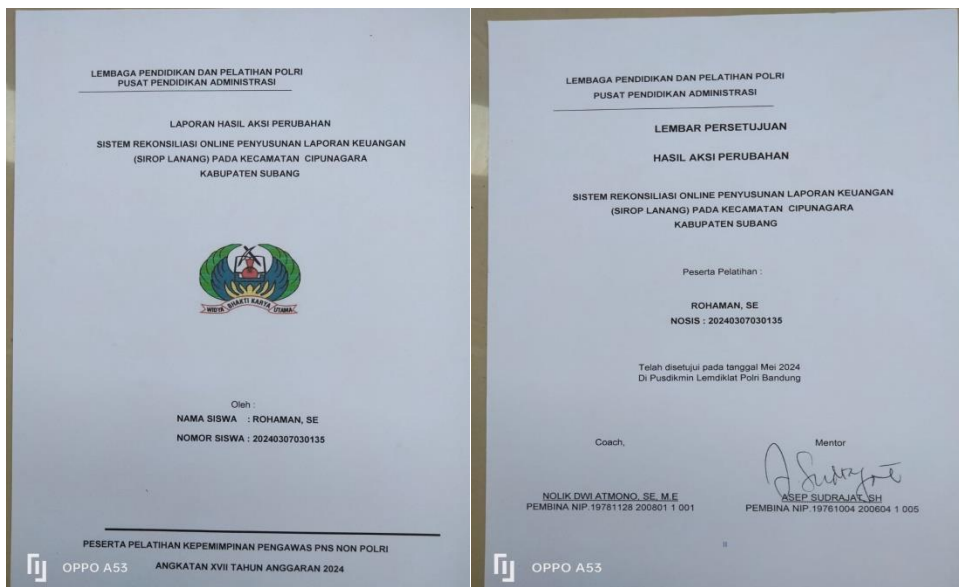 LEMBAGA PENDIDIKAN DAN PELATIHAN POLRI
PUSAT PENDIDIKAN ADMINISTRASI
LAPORAN HASIL AKSI PERUBAHAN
SISTEM REKONSILIASI ONLINE PENYUSUNAN LAPORAN KEUANGAN
(SIROP LANANG) PADA KECAMATAN CIPUNAGARA
KABUPATEN SUBANG
WIDYA BHAKTI KARYA UTAMA
Oleh :
NAMA SISWA : ROHAMAN, SE
NOMOR SISWA : 20240307030135
PESERTA PELATIHAN KEPEMIMPINAN PENGAWAS PNS NON POLRI
ANGKATAN XVII TAHUN ANGGARAN 2024
OPPO A53
LEMBAGA PENDIDIKAN DAN PELATIHAN POLRI
PUSAT PENDIDIKAN ADMINISTRASI
LEMBAR PERSETUJUAN
HASIL AKSI PERUBAHAN
SISTEM REKONSILIASI ONLINE PENYUSUNAN LAPORAN KEUANGAN
(SIROP LANANG) PADA KECAMATAN CIPUNAGARA
KABUPATEN SUBANG
Peserta Pelatihan :
ROHAMAN, SE
NOSIS : 20240307030135
Telah disetujui pada tanggal Mei 2024
Di Pusdikmin Lemdiklat Polri Bandung
Coach, Mentor
A Sudrajat
NOLIK DWI ATMONO, SE, M.E ASEP SUDRAJAT, SH
PEMBINA NIP.19781128 200801 1 001 PEMBINA NIP.19761004 200604 1 005
ii
OPPO A53